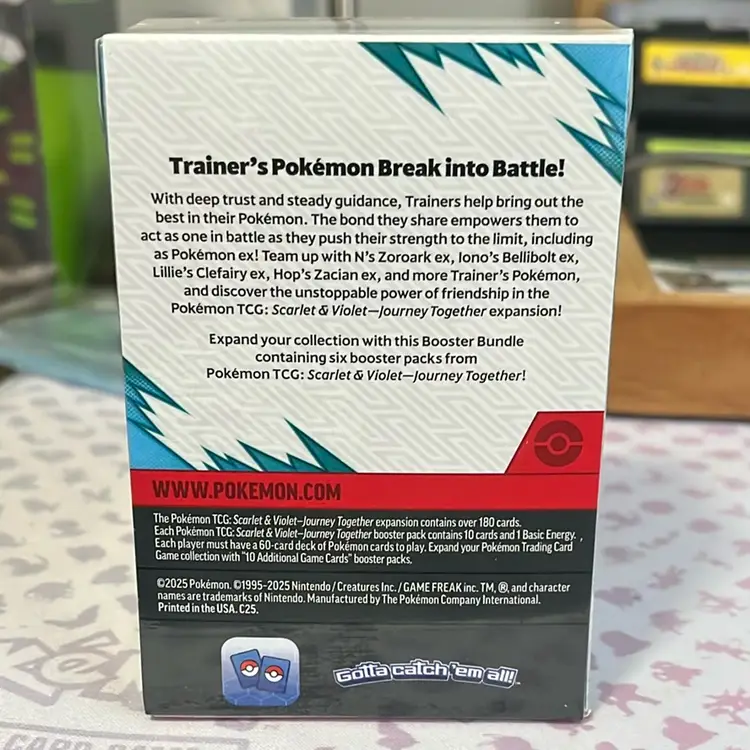 Trainer's Pokémon Break into Battle!
With deep trust and steady guidance, Trainers help bring out the
best in their Pokémon. The bond they share empowers them to
act as one in battle as they push their strength to the limit, including
as Pokémon ex! Team up with N's Zoroark ex, Iono's Bellibolt ex,
Lillie's Clefairy ex, Hop's Zacian ex, and more Trainer's Pokémon,
and discover the unstoppable power of friendship in the
Pokémon TCG: Scarlet & Violet—Journey Together expansion!
Expand your collection with this Booster Bundle
containing six booster packs from
Pokémon TCG: Scarlet & Violet—Journey Together!
WWW.POKEMON.COM
The Pokémon TCG: Scarlet & Violet—Journey Together expansion contains over 180 cards.
Each Pokémon TCG: Scarlet & Violet—Journey Together booster pack contains 10 cards and 1 Basic Energy.
Each player must have a 60-card deck of Pokémon cards to play. Expand your Pokémon Trading Card
Game collection with "10 Additional Game Cards" booster packs.
©2025 Pokémon. ©1995-2025 Nintendo / Creatures Inc. / GAME FREAK inc. TM, ®, and character
names are trademarks of Nintendo. Manufactured by The Pokémon Company International.
Printed in the USA. C25.
Gotta catch 'em all!™
CARD GAME